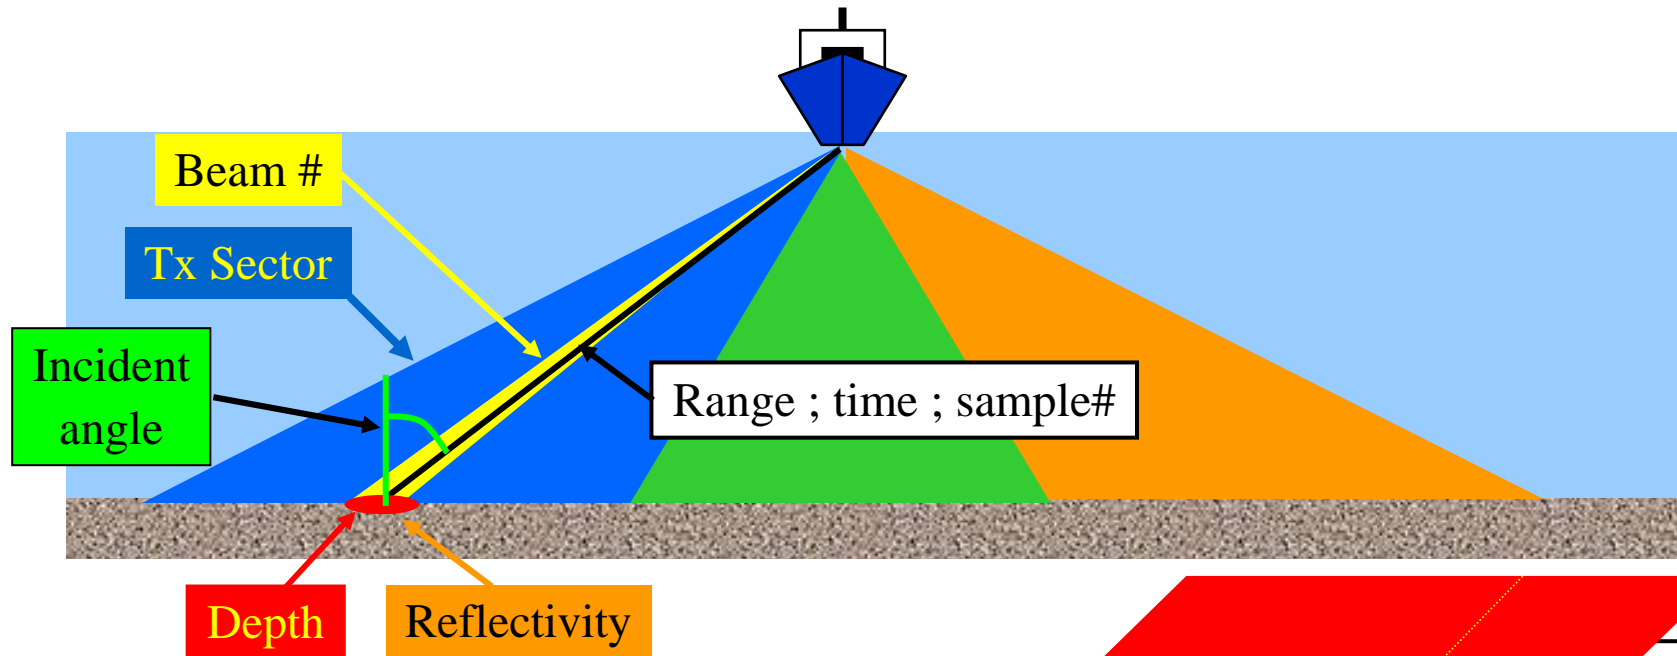 Beam #
Tx Sector
Incident
angle
Range ; time ; sample#
Depth
Reflectivity